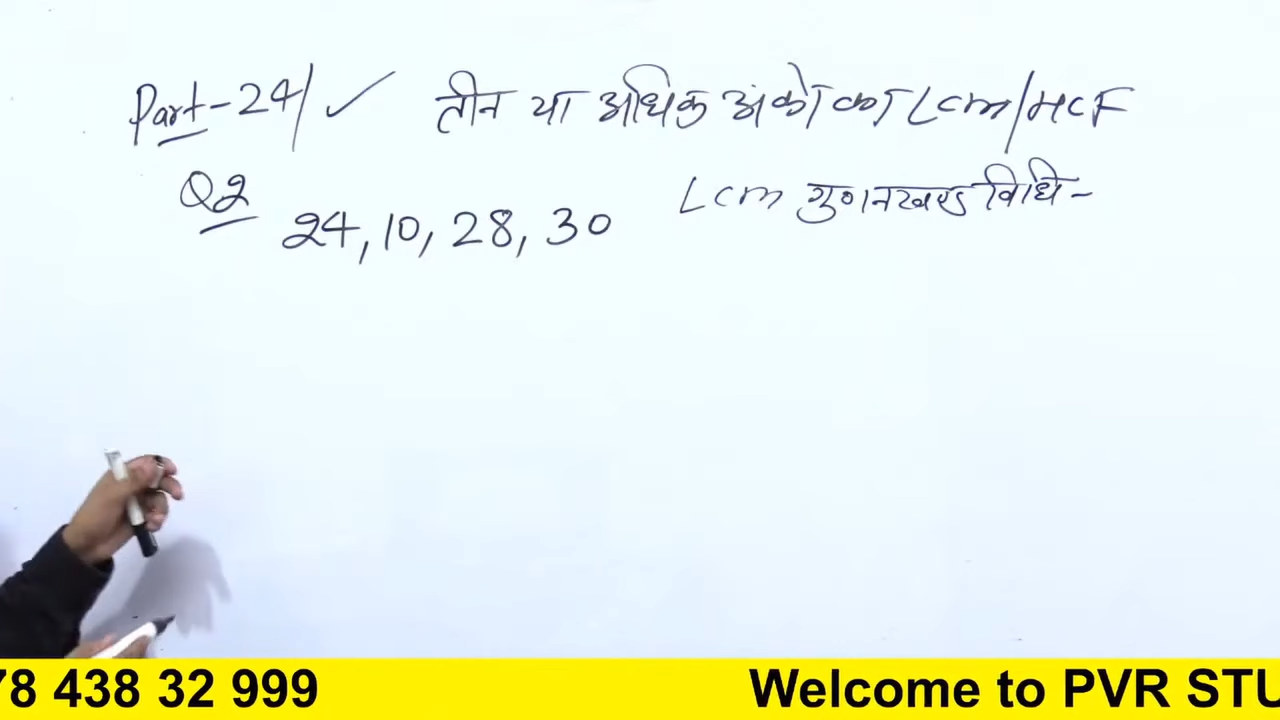 Part-24/ ✓ तीन या अधिक अंको का Lcm/HCF
Q2 24, 10, 28, 30
Lcm गुणनखण्ड विधि -
78 438 32 999 Welcome to PVR STU